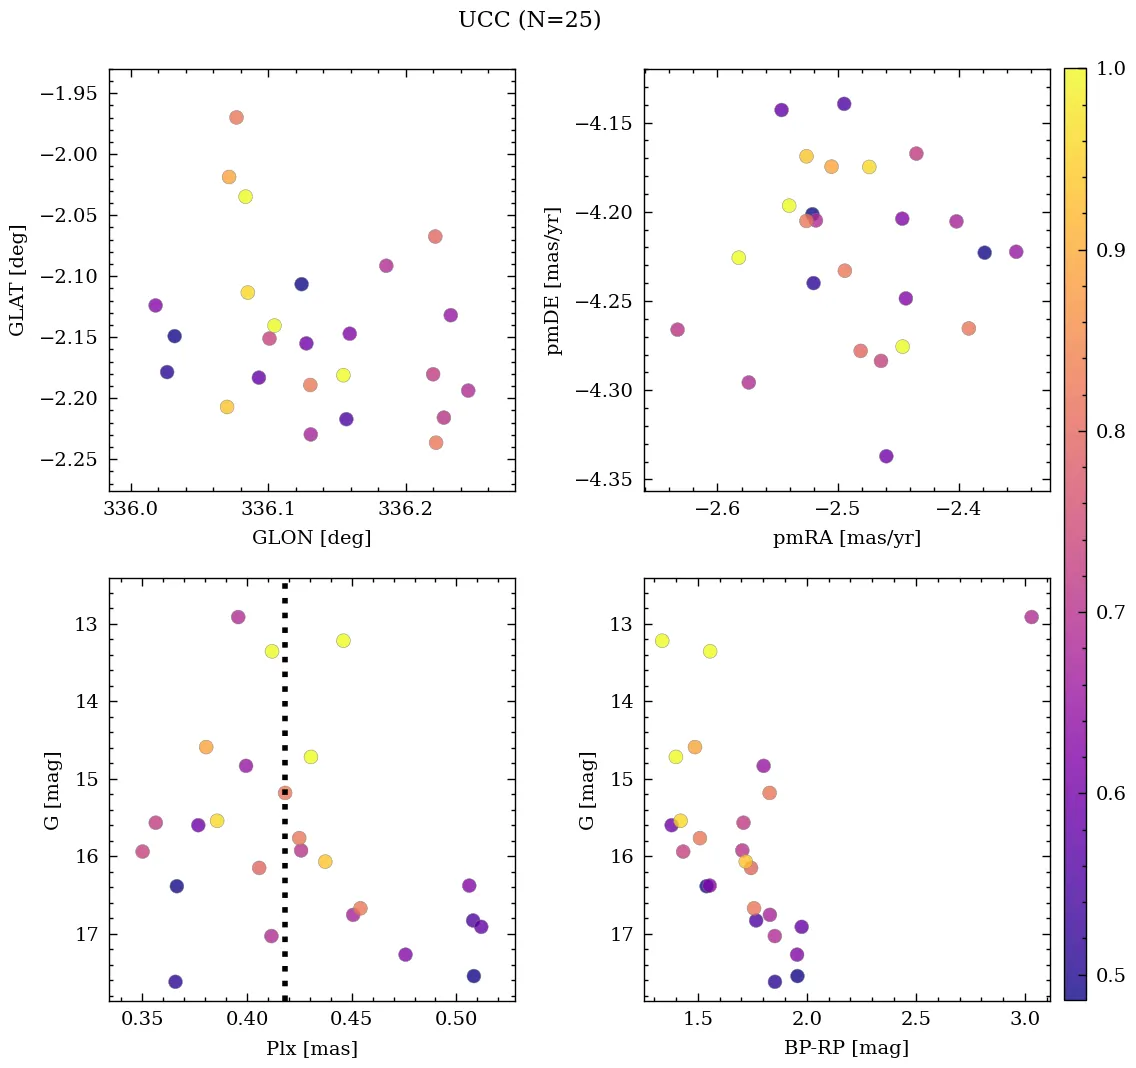 UCC (N=25)
−1.95
−2.00
−2.05
−2.10
−2.15
−2.20
−2.25
GLAT [deg]
336.0 336.1 336.2
GLON [deg]
−4.15
−4.20
−4.25
−4.30
−4.35
pmDE [mas/yr]
−2.6 −2.5 −2.4
pmRA [mas/yr]
13
14
15
16
17
G [mag]
0.35 0.40 0.45 0.50
Plx [mas]
13
14
15
16
17
G [mag]
1.5 2.0 2.5 3.0
BP-RP [mag]
1.0
0.9
0.8
0.7
0.6
0.5